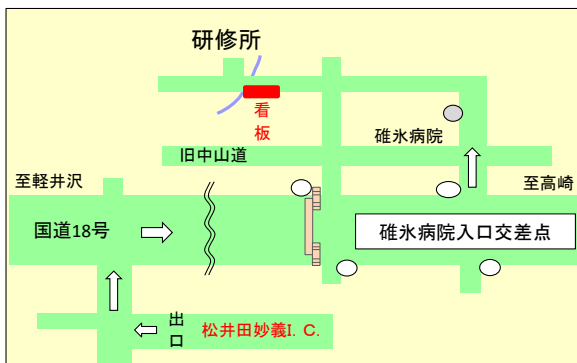 研修所
看板
碓氷病院
旧中山道
至軽井沢
至高崎
国道18号
碓氷病院入口交差点
出口
松井田妙義I. C.